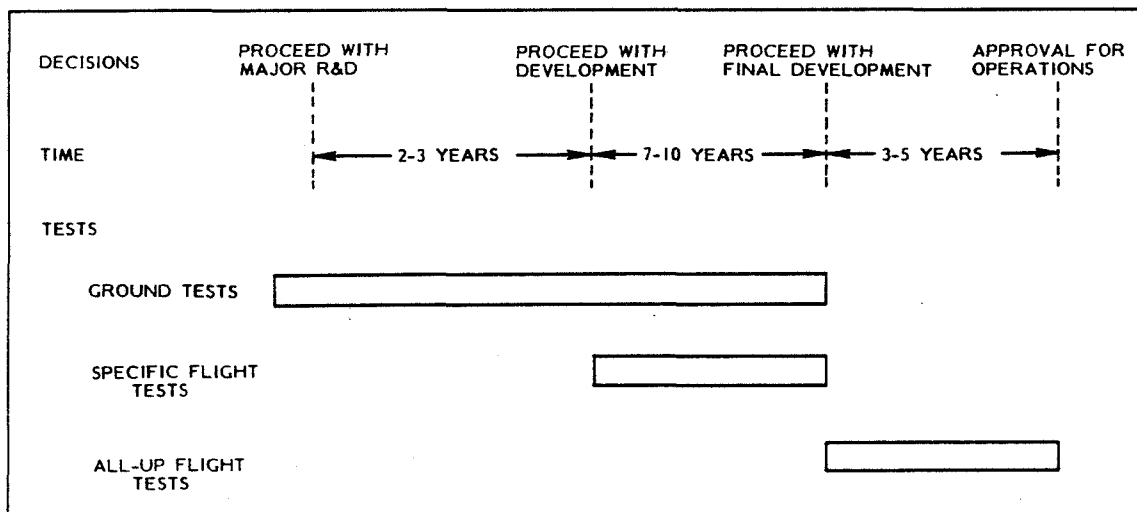 DECISIONS
PROCEED WITH
MAJOR R&D
PROCEED WITH
DEVELOPMENT
PROCEED WITH
FINAL DEVELOPMENT
APPROVAL FOR
OPERATIONS
TIME
2-3 YEARS
7-10 YEARS
3-5 YEARS
TESTS
GROUND TESTS
SPECIFIC FLIGHT
TESTS
ALL-UP FLIGHT
TESTS